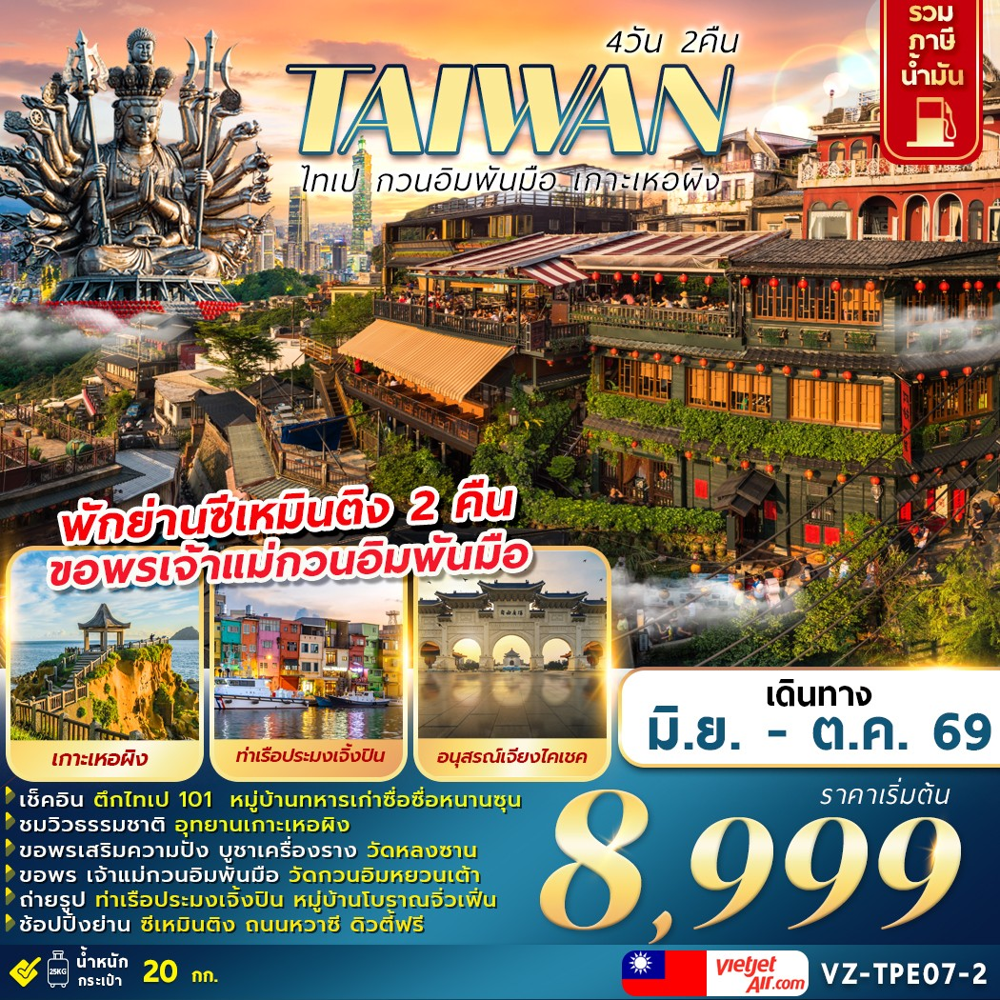 รวม
ภาษี
น้ำมัน
4วัน 2คืน
TAIWAN
ไทเป กวนอิมพันมือ เกาะเหอผิง
พักย่านซีเหมินติง 2 คืน
ขอพรเจ้าแม่กวนอิมพันมือ
เกาะเหอผิง
ท่าเรือประมงเจิ้งปิน
อนุสรณ์เจียงไคเชค
เดินทาง
มิ.ย. - ต.ค. 69
เช็คอิน ตึกไทเป 101 หมู่บ้านทหารเก่าซื่อซื่อหนานซุน
ชมวิวธรรมชาติ อุทยานเกาะเหอผิง
ขอพรเสริมความปัง บูชาเครื่องราง วัดหลงซาน
ขอพร เจ้าแม่กวนอิมพันมือ วัดกวนอิมหยวนเต้า
ถ่ายรูป ท่าเรือประมงเจิ้งปิน หมู่บ้านโบราณจิ่วเฟิ่น
ช้อปปิ้งย่าน ซีเหมินติง ถนนหวาซี ดิวตี้ฟรี
ราคาเริ่มต้น
8,999
25KG
น้ำหนัก
กระเป๋า
20 กก.
vietjet
Air.com
VZ-TPE07-2